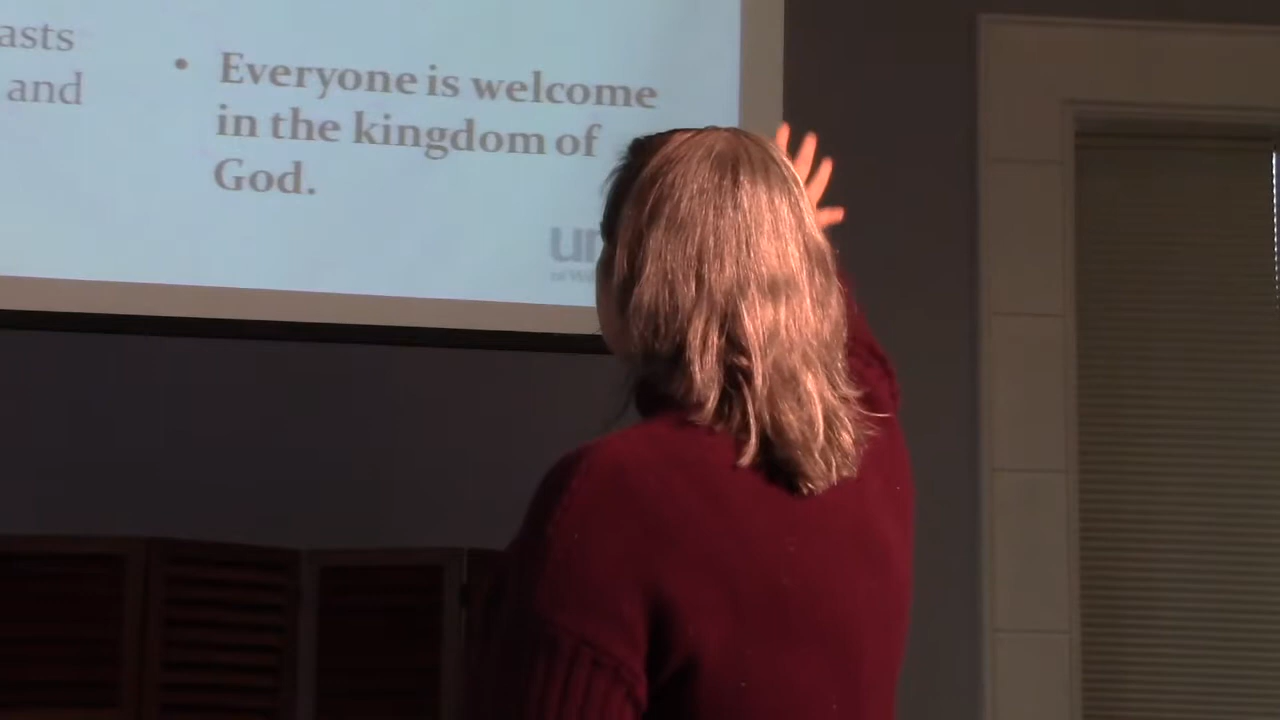 asts
and
• Everyone is welcome
in the kingdom of
God.